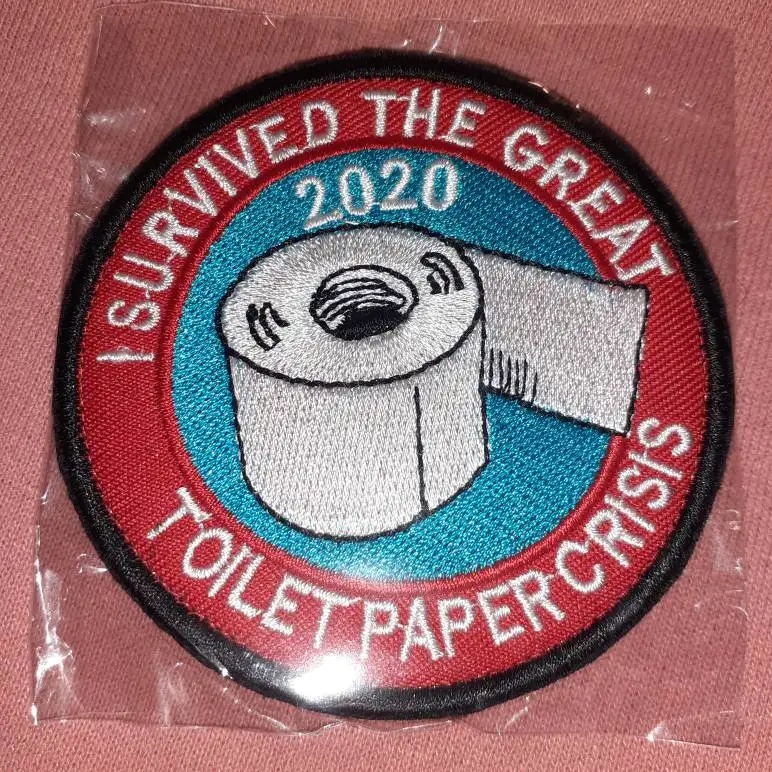 I SURVIVED THE GREAT
2020
TOILET PAPER CRISIS